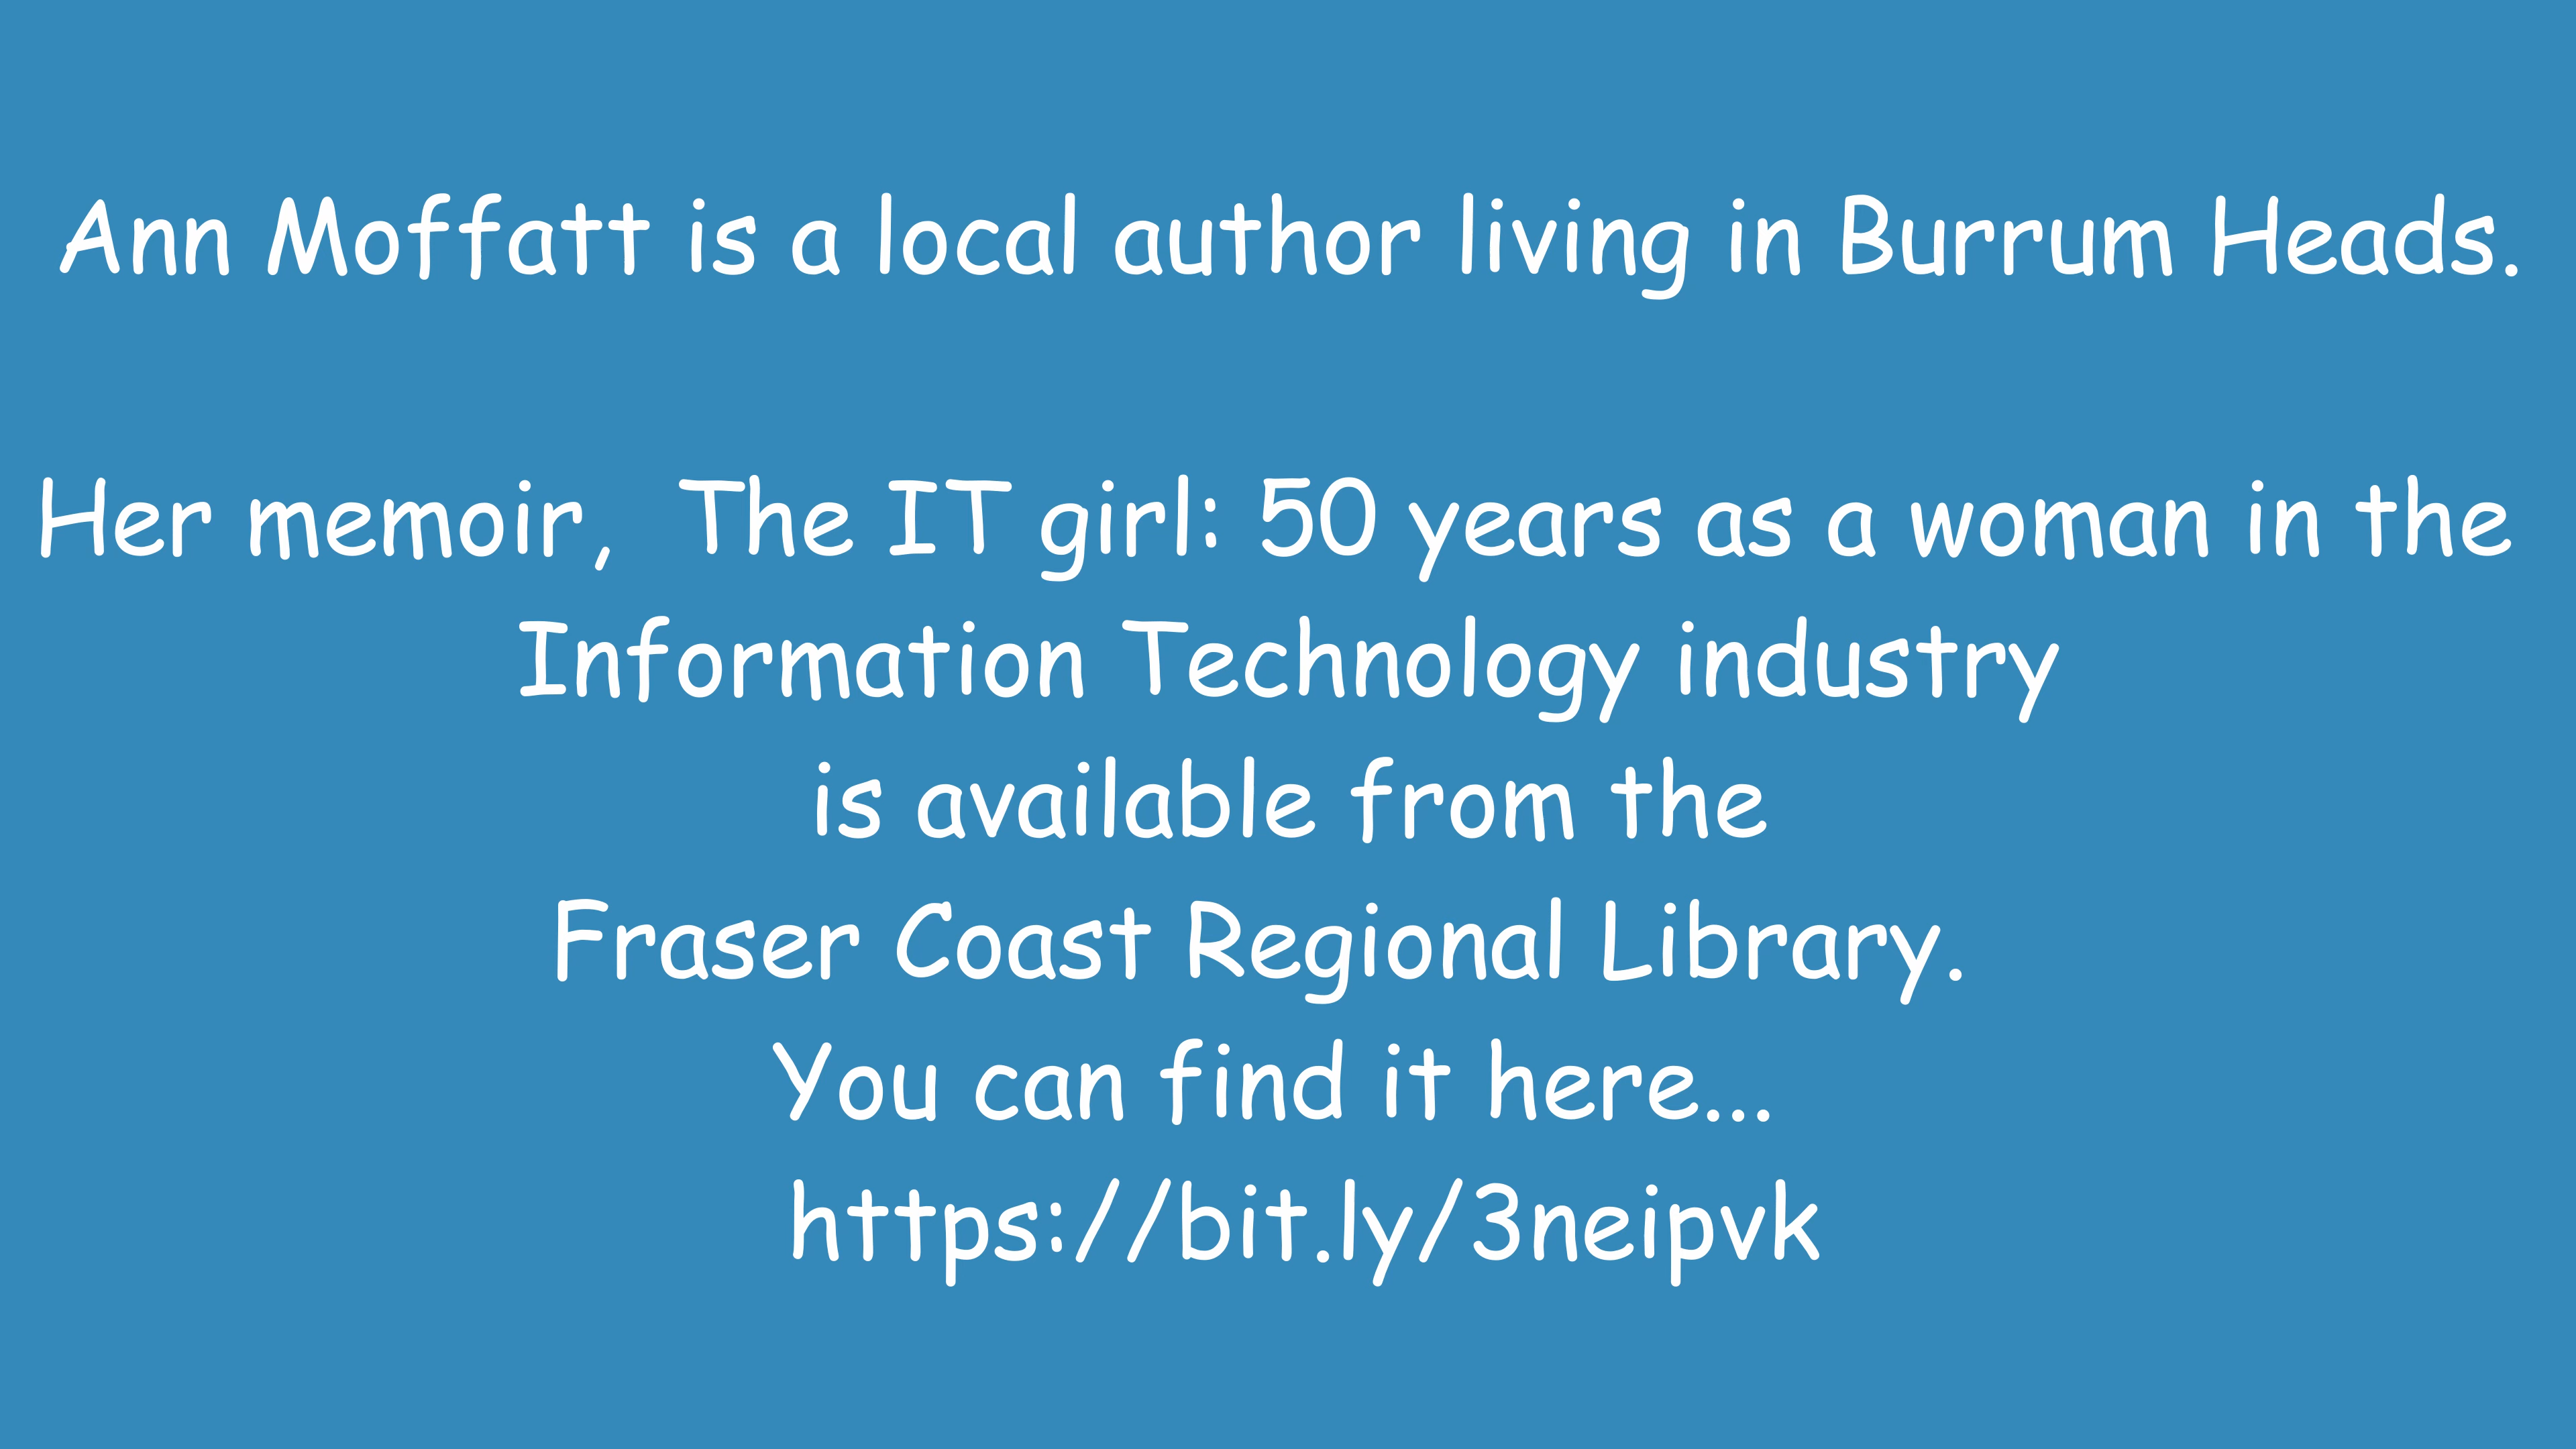 Ann Moffatt is a local author living in Burrum Heads.
Her memoir, The IT girl: 50 years as a woman in the
Information Technology industry
is available from the
Fraser Coast Regional Library.
You can find it here...
https://bit.ly/3neipvk